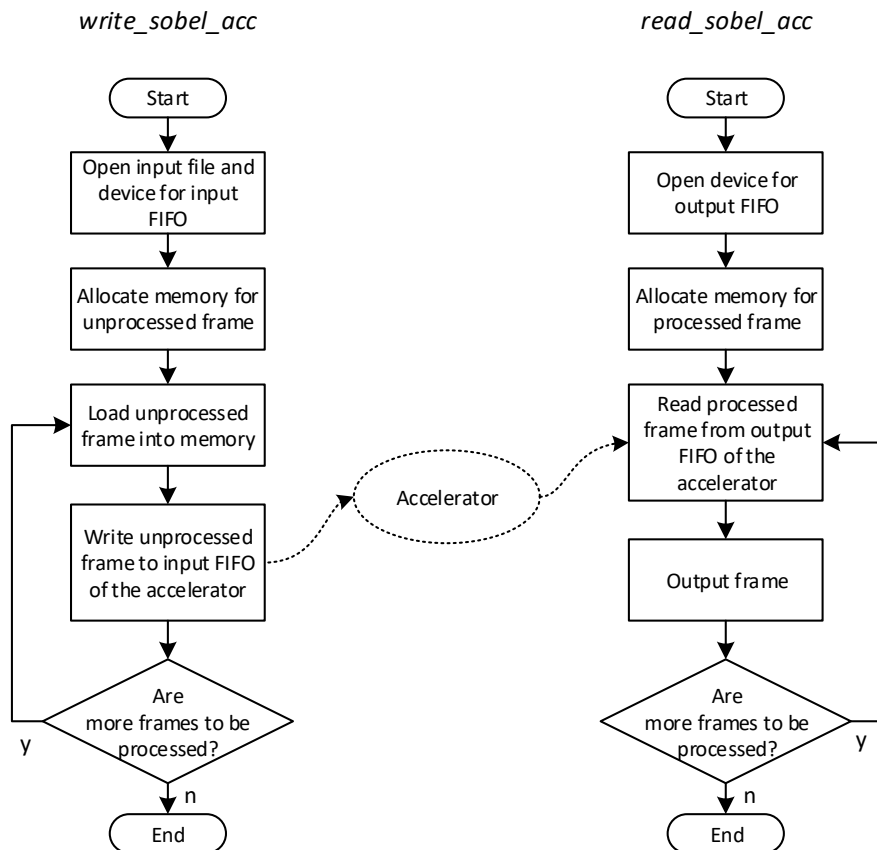 write_sobel_acc
Start
Open input file and
device for input
FIFO
Allocate memory for
unprocessed frame
Load unprocessed
frame into memory
Write unprocessed
frame to input FIFO
of the accelerator
Are
more frames to be
processed?
y
n
End
Accelerator
read_sobel_acc
Start
Open device for
output FIFO
Allocate memory for
processed frame
Read processed
frame from output
FIFO of the
accelerator
Output frame
Are
more frames to be
processed?
y
n
End